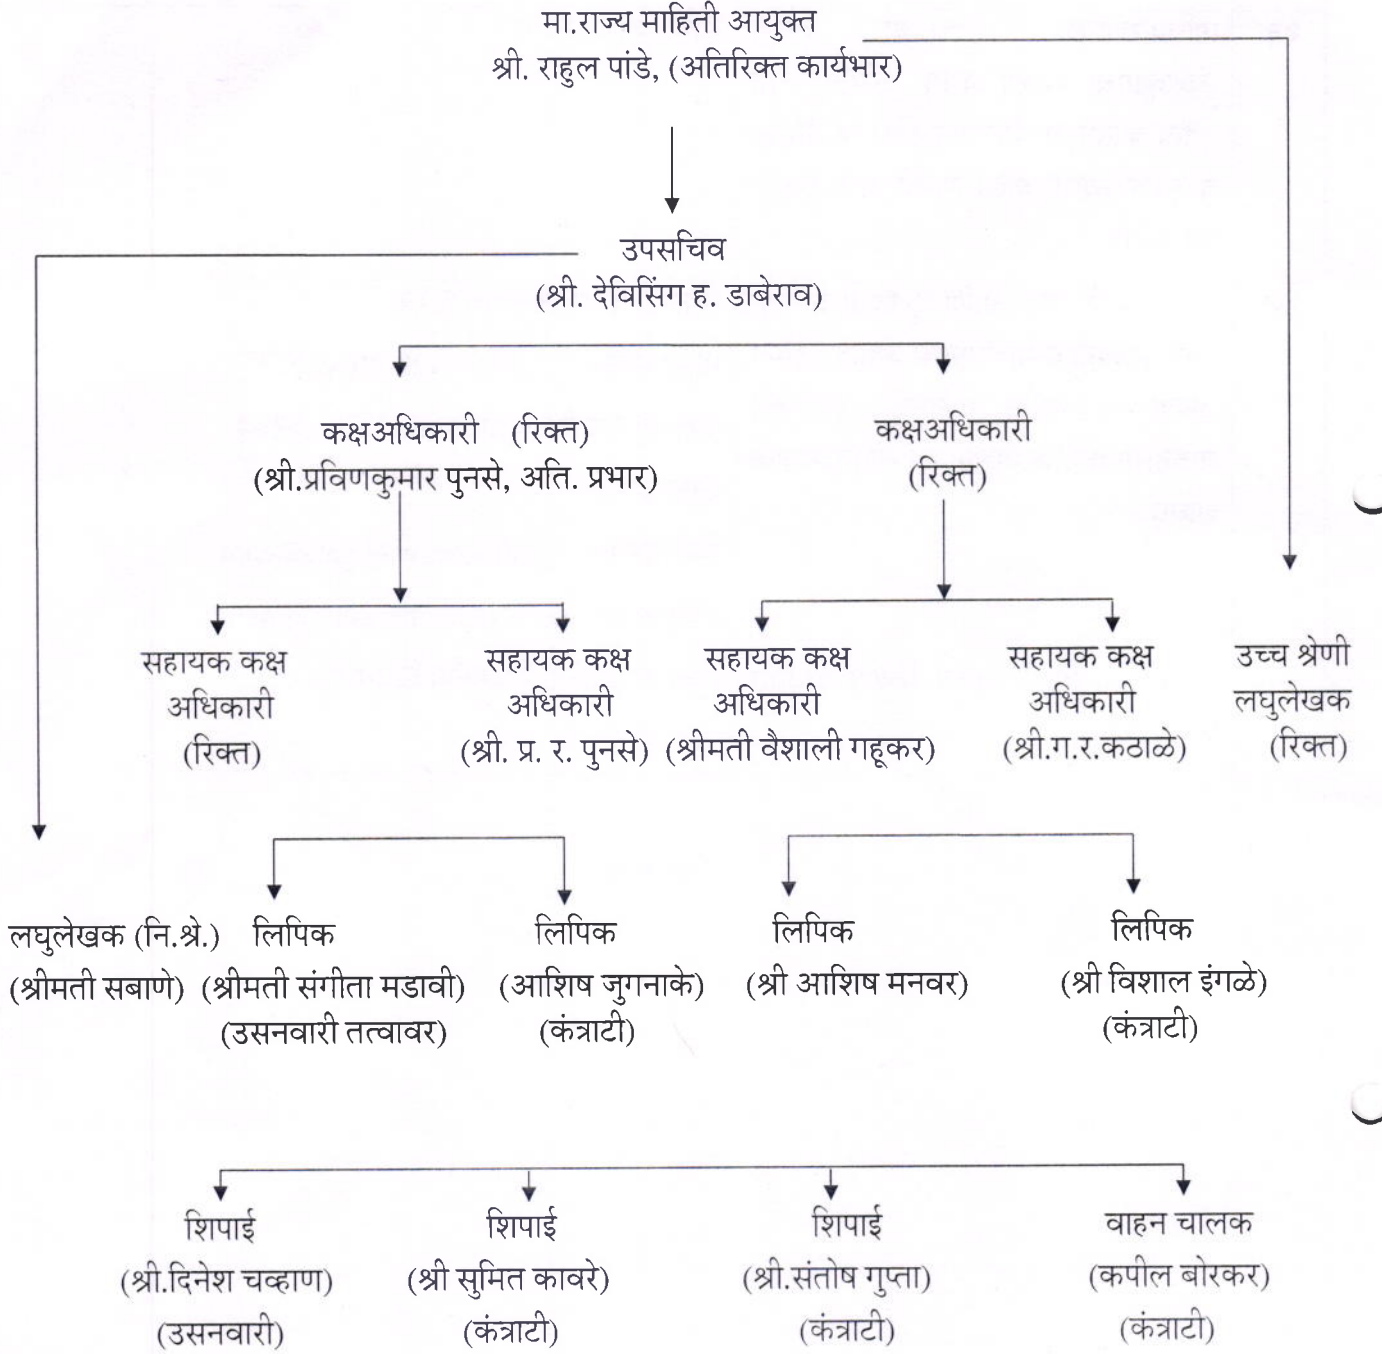 मा.राज्य माहिती आयुक्त
श्री. राहुल पांडे, (अतिरिक्त कार्यभार)
उपसचिव
(श्री. देविसिंग ह. डाबेराव)
कक्षअधिकारी (रिक्त)
(श्री.प्रविणकुमार पुनसे, अति. प्रभार)
कक्षअधिकारी
(रिक्त)
सहायक कक्ष
अधिकारी
(रिक्त)
सहायक कक्ष
अधिकारी
(श्री. प्र. र. पुनसे)
सहायक कक्ष
अधिकारी
(श्रीमती वैशाली गहूकर)
सहायक कक्ष
अधिकारी
(श्री.ग.र.कठाळे)
उच्च श्रेणी
लघुलेखक
(रिक्त)
लघुलेखक (नि.श्रे.)
(श्रीमती सबाणे)
लिपिक
(श्रीमती संगीता मडावी)
(उसनवारी तत्वावर)
लिपिक
(आशिष जुगनाके)
(कंत्राटी)
लिपिक
(श्री आशिष मनवर)
लिपिक
(श्री विशाल इंगळे)
(कंत्राटी)
शिपाई
(श्री.दिनेश चव्हाण)
(उसनवारी)
शिपाई
(श्री सुमित कावरे)
(कंत्राटी)
शिपाई
(श्री.संतोष गुप्ता)
(कंत्राटी)
वाहन चालक
(कपील बोरकर)
(कंत्राटी)